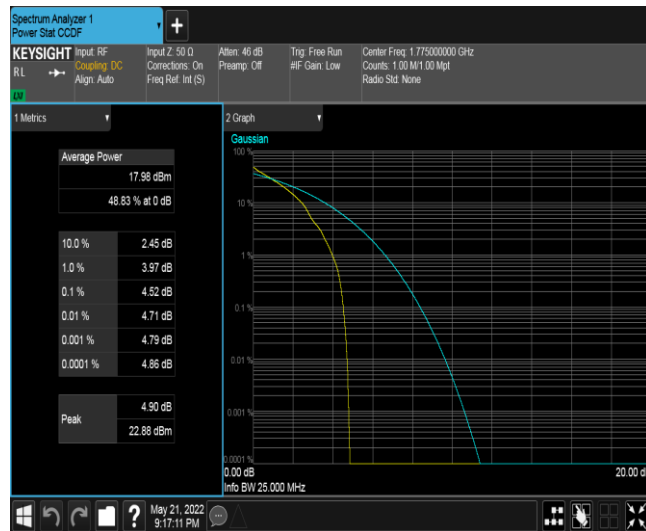 Spectrum Analyzer 1
Power Stat CCDF
+
KEYSIGHT Input: RF
RL
Coupling: DC
Align: Auto
Input Z: 50 Ω
Corrections: On
Freq Ref: Int (S)
Atten: 46 dB
Preamp: Off
Trig: Free Run
#IF Gain: Low
Center Freq: 1.775000000 GHz
Counts: 1.00 M/1.00 Mpt
Radio Std: None
1 Metrics
Average Power
17.98 dBm
48.83 % at 0 dB
10.0 % 2.45 dB
1.0 % 3.97 dB
0.1 % 4.52 dB
0.01 % 4.71 dB
0.001 % 4.79 dB
0.0001 % 4.86 dB
Peak
4.90 dB
22.88 dBm
2 Graph
Gaussian
100 %
10 %
1 %
0.1 %
0.01 %
0.001 %
0.0001 %
0.00 dB 20.00 d
Info BW 25.000 MHz
?
May 21, 2022
9:17:11 PM